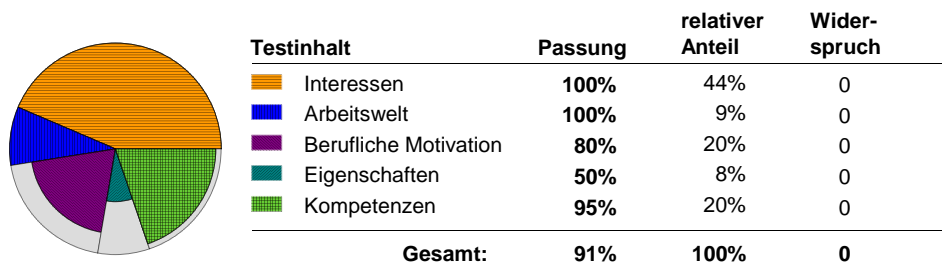 relativer Wider-
Testinhalt Passung Anteil spruch
Interessen 100% 44% 0
Arbeitswelt 100% 9% 0
Berufliche Motivation 80% 20% 0
Eigenschaften 50% 8% 0
Kompetenzen 95% 20% 0
Gesamt: 91% 100% 0